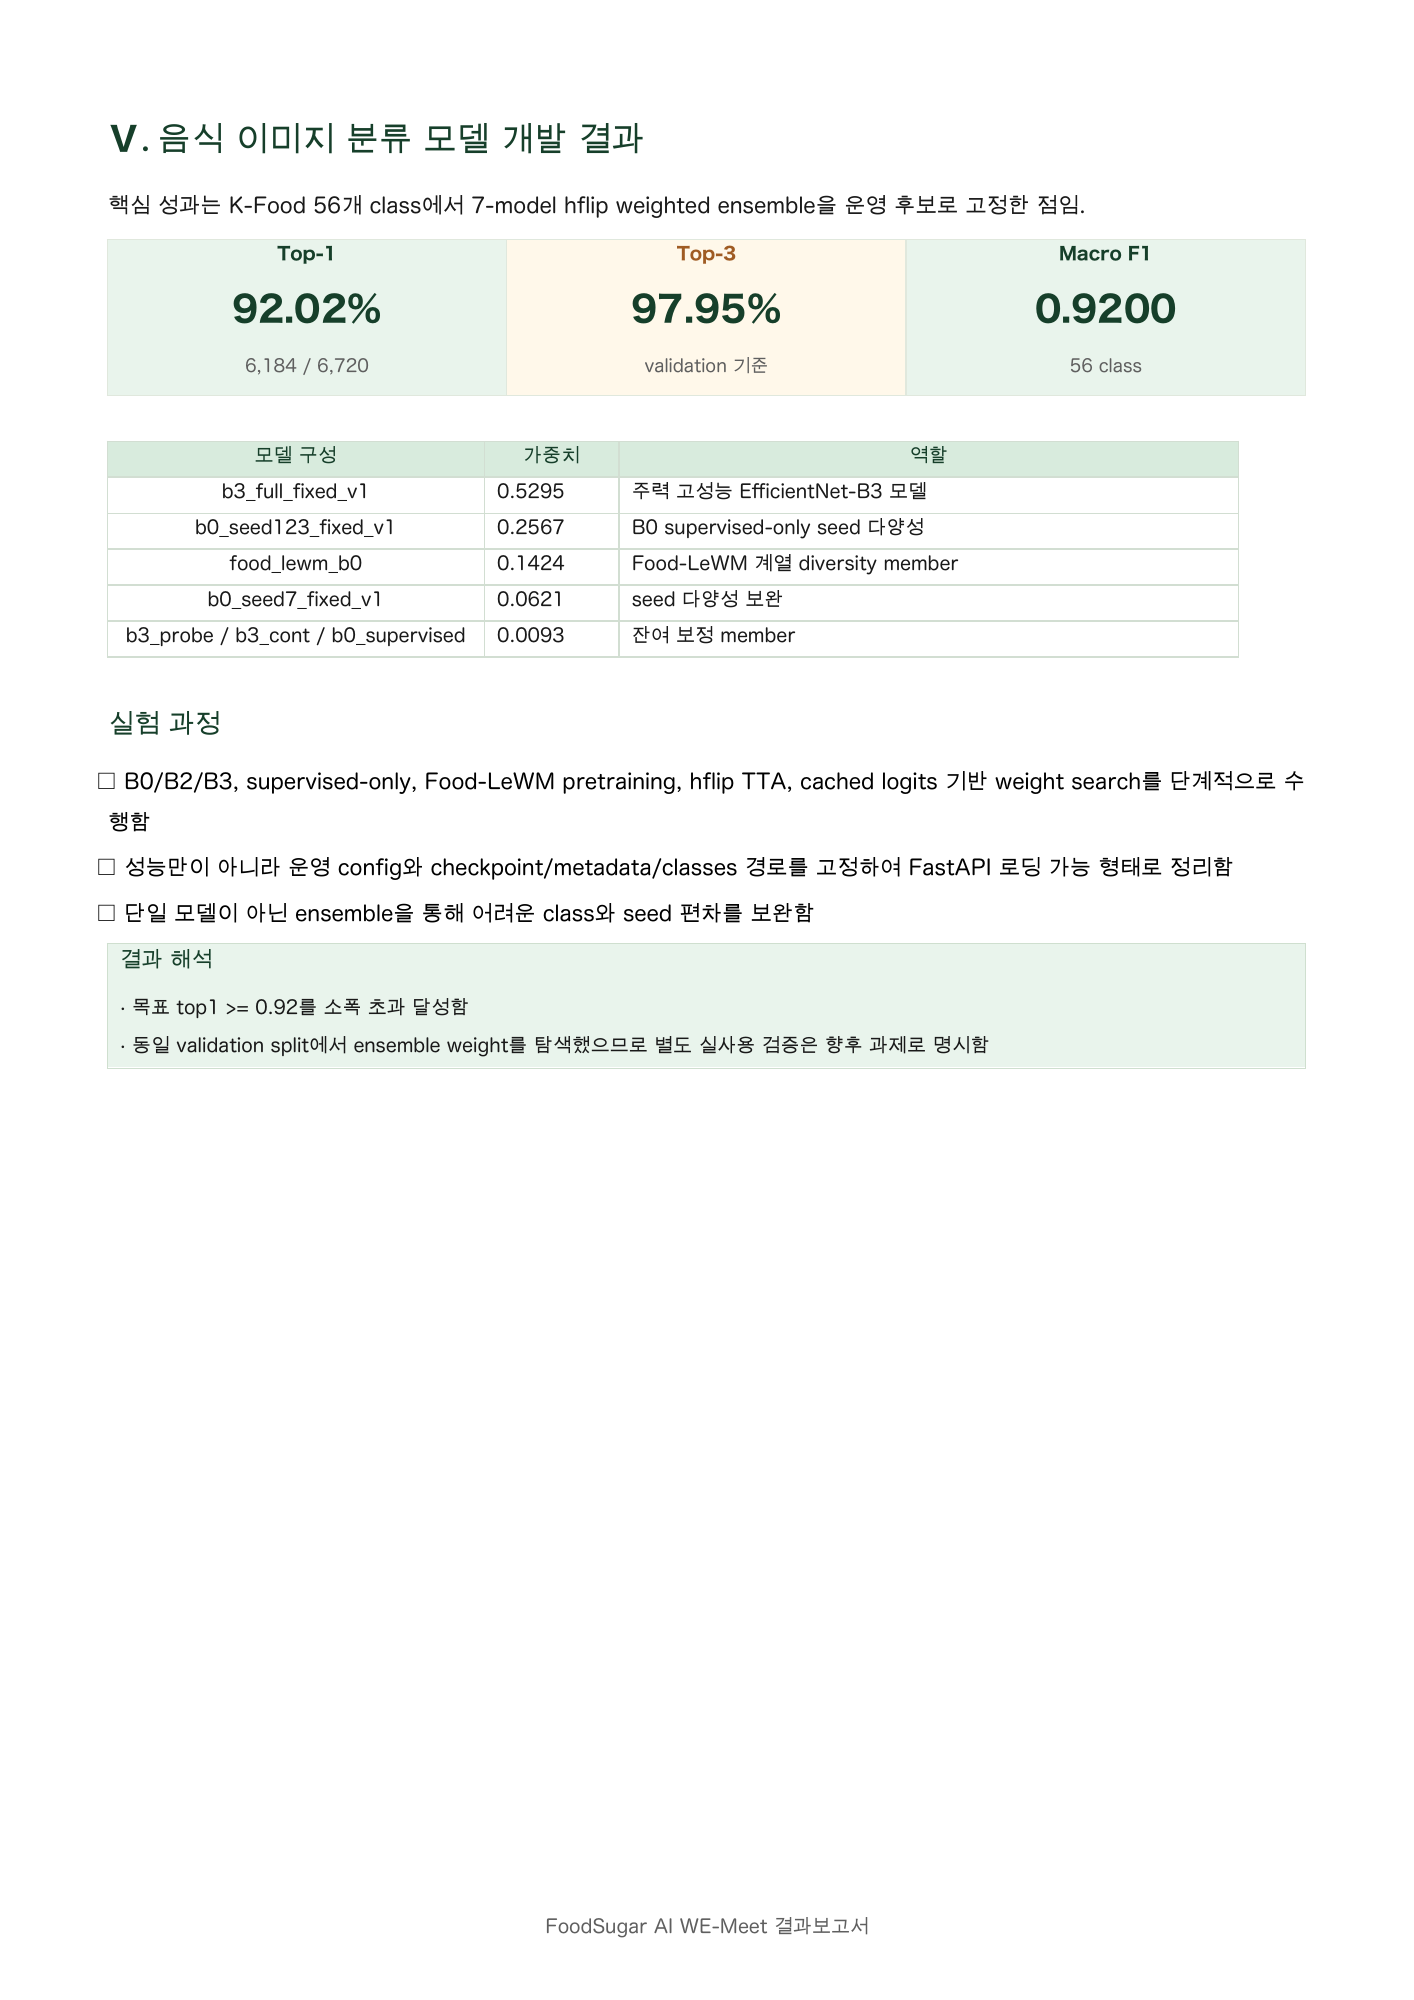 V. 음식 이미지 분류 모델 개발 결과
핵심 성과는 K-Food 56개 class에서 7-model hflip weighted ensemble을 운영 후보로 고정한 점임.
Top-1 Top-3 Macro F1
92.02% 97.95% 0.9200
6,184 / 6,720 validation 기준 56 class
모델 구성 가중치 역할
b3_full_fixed_v1 0.5295 주력 고성능 EfficientNet-B3 모델
b0_seed123_fixed_v1 0.2567 B0 supervised-only seed 다양성
food_lewm_b0 0.1424 Food-LeWM 계열 diversity member
b0_seed7_fixed_v1 0.0621 seed 다양성 보완
b3_probe / b3_cont / b0_supervised 0.0093 잔여 보정 member
실험 과정
□ B0/B2/B3, supervised-only, Food-LeWM pretraining, hflip TTA, cached logits 기반 weight search를 단계적으로 수
행함
□ 성능만이 아니라 운영 config와 checkpoint/metadata/classes 경로를 고정하여 FastAPI 로딩 가능 형태로 정리함
□ 단일 모델이 아닌 ensemble을 통해 어려운 class와 seed 편차를 보완함
결과 해석
· 목표 top1 >= 0.92를 소폭 초과 달성함
· 동일 validation split에서 ensemble weight를 탐색했으므로 별도 실사용 검증은 향후 과제로 명시함
FoodSugar AI WE-Meet 결과보고서